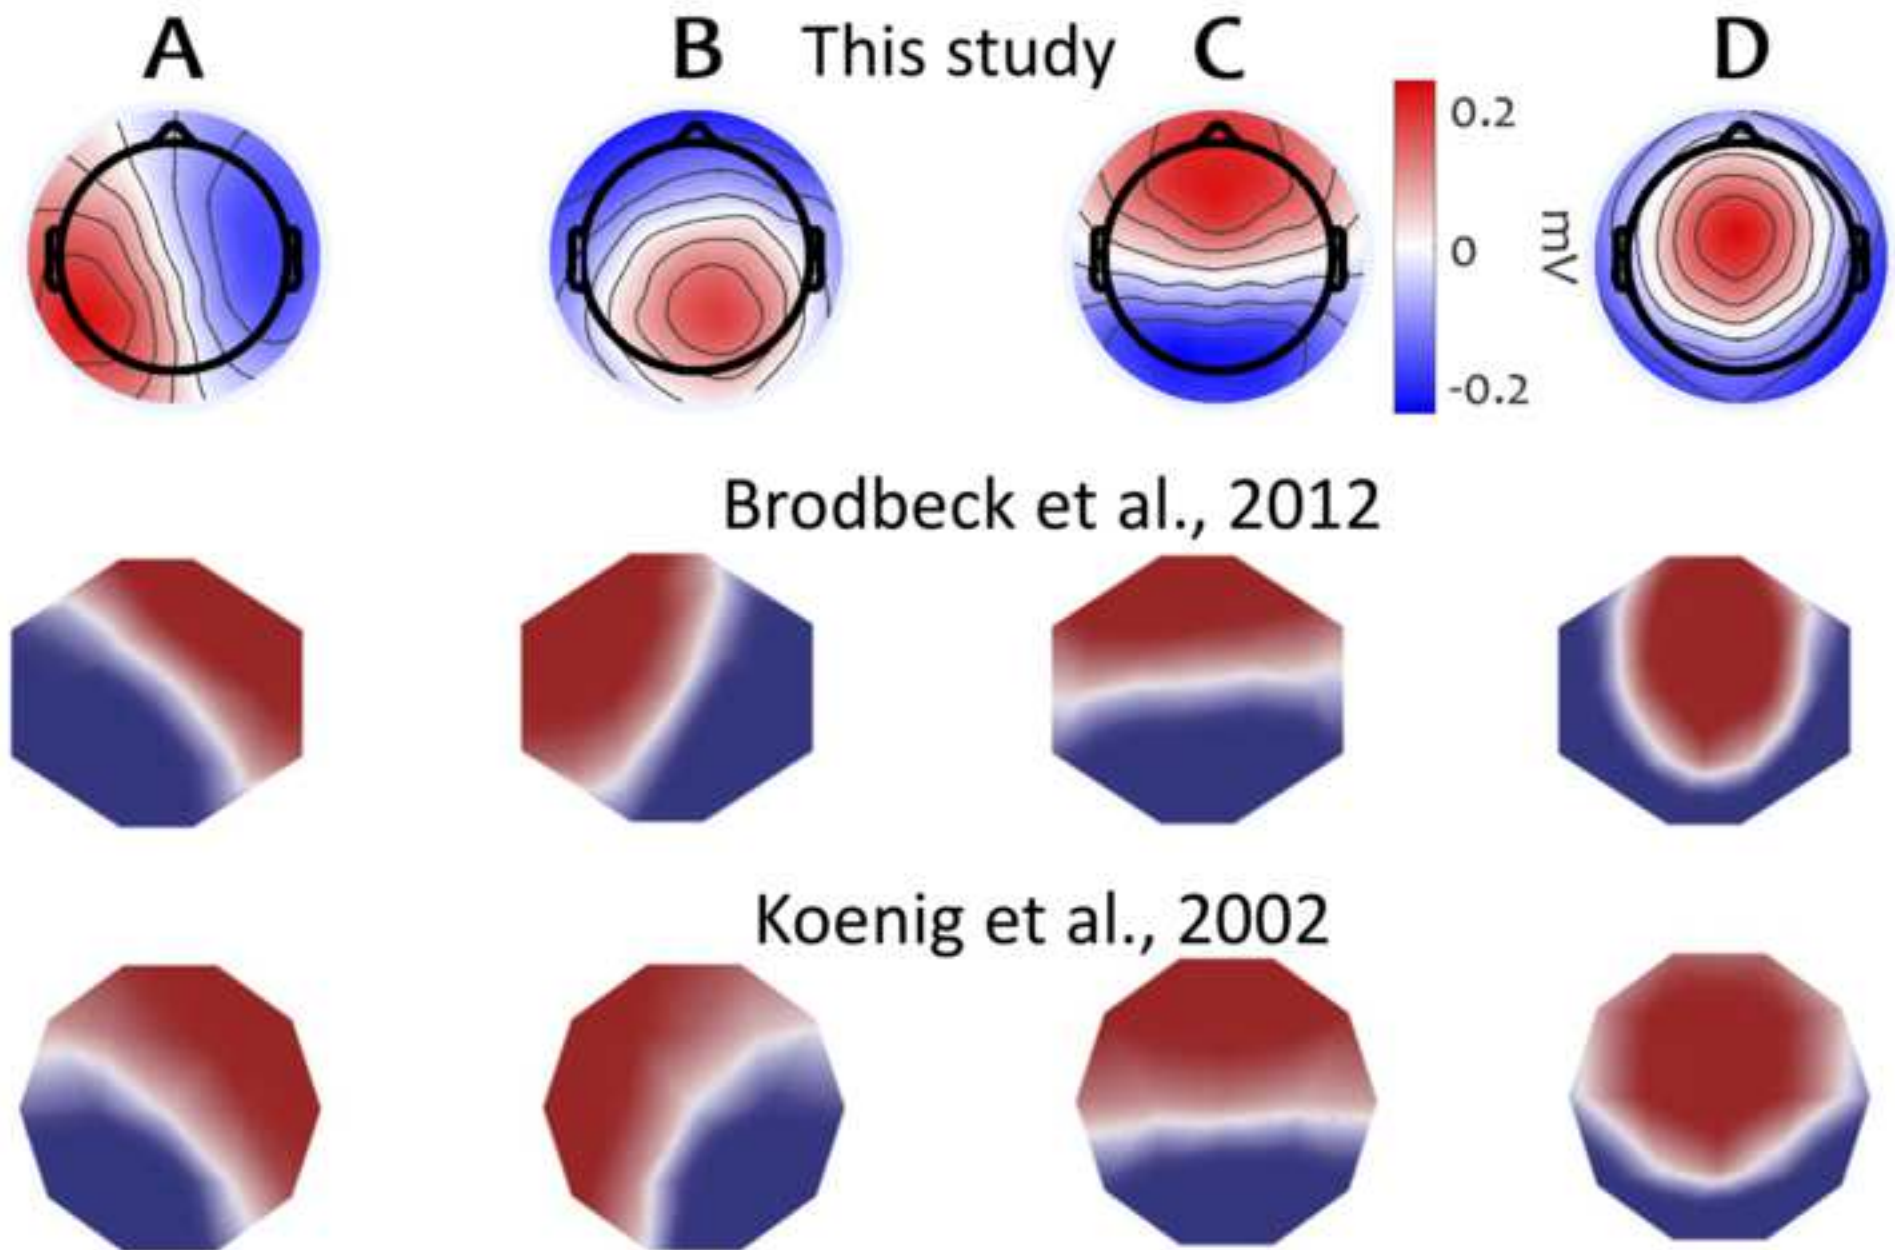 A B This study C D
0.2
0
-0.2
mV
Brodbeck et al., 2012
Koenig et al., 2002